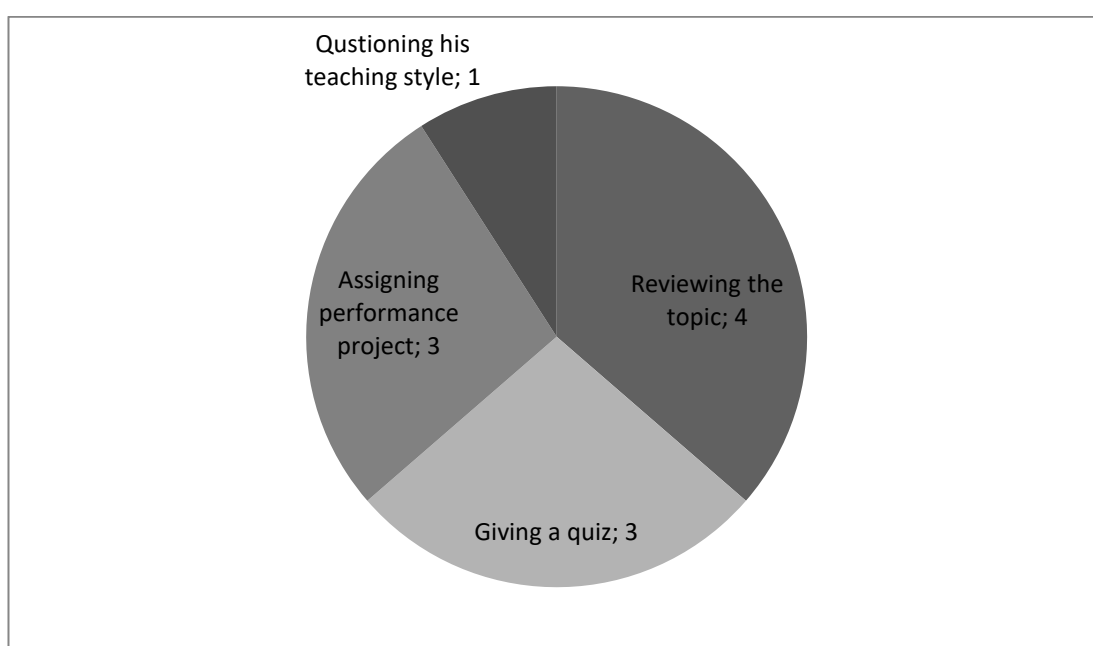 Qustioning his
teaching style; 1
Reviewing the
topic; 4
Assigning
performance
project; 3
Giving a quiz; 3